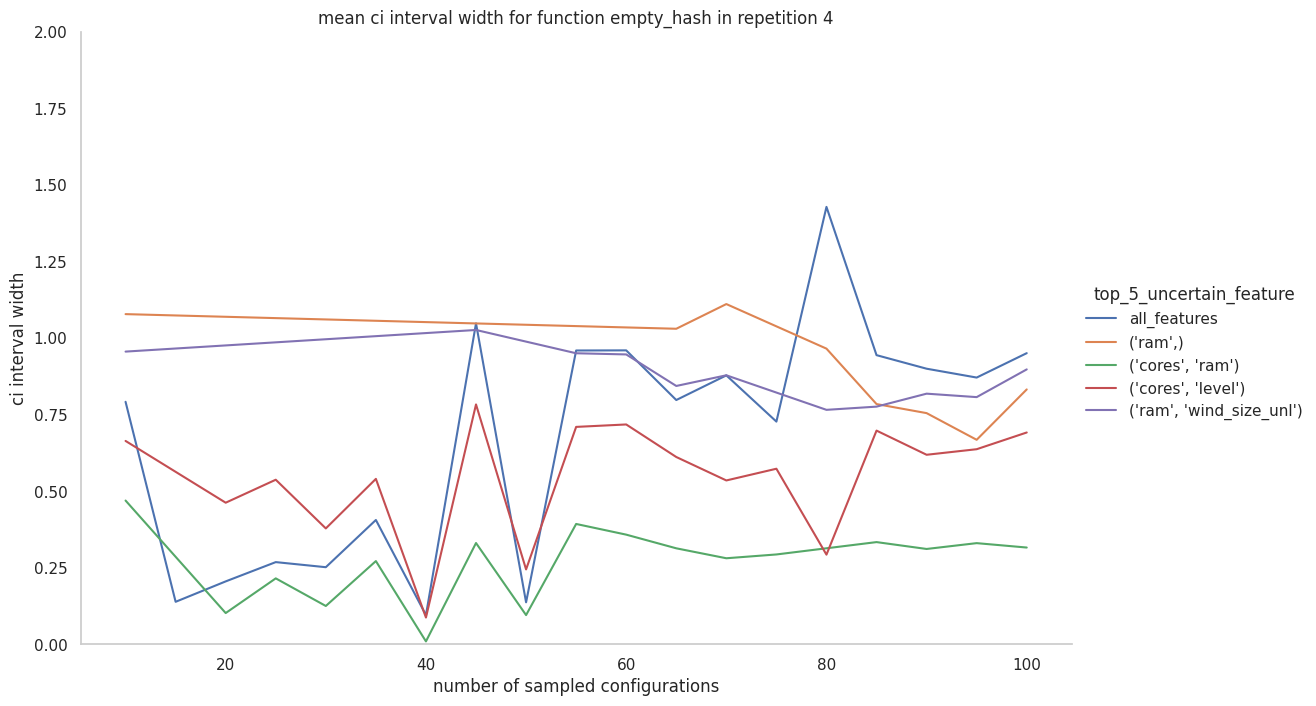 mean ci interval width for function empty_hash in repetition 4
2.00
1.75
1.50
1.25
1.00
0.75
0.50
0.25
0.00
ci interval width
20
40
60
80
100
number of sampled configurations
top_5_uncertain_feature
all_features
('ram',)
('cores', 'ram')
('cores', 'level')
('ram', 'wind_size_unl')